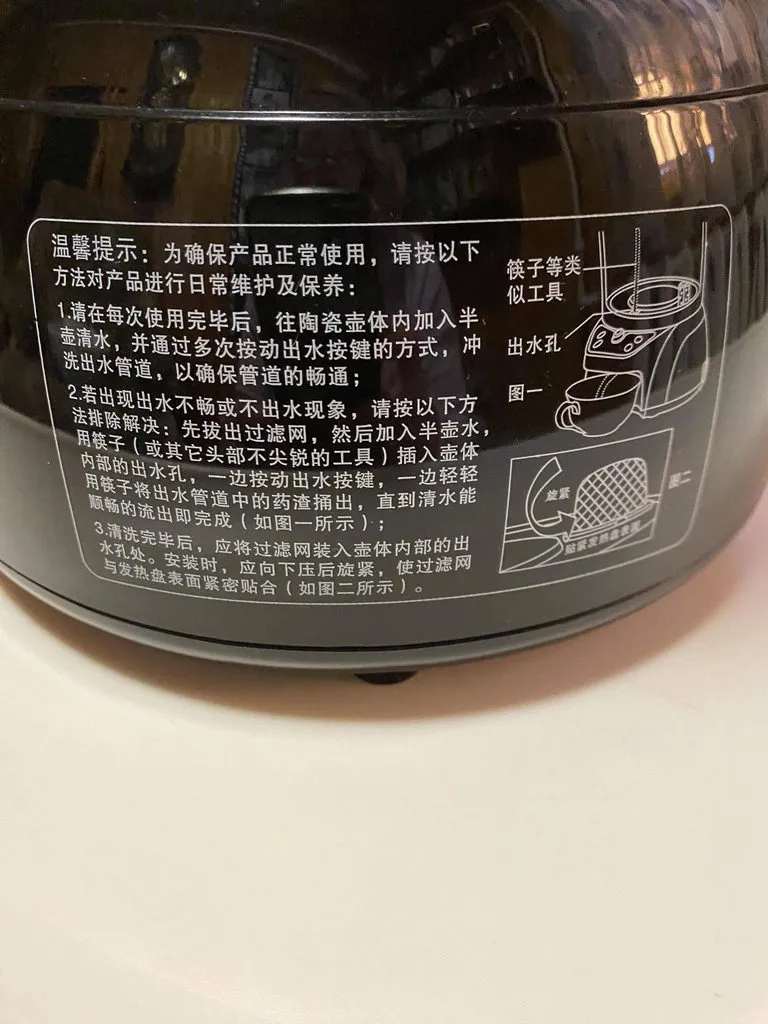 温馨提示：为确保产品正常使用，请按以下
方法对产品进行日常维护及保养：
1.请在每次使用完毕后，往陶瓷壶体内加入半
壶清水，并通过多次按动出水按键的方式，冲
洗出水管道，以确保管道的畅通；
2.若出现出水不畅或不出水现象，请按以下方
法排除解决：先拔出过滤网，然后加入半壶水，
用筷子（或其它头部不尖锐的工具）插入壶体
内部的出水孔，一边按动出水按键，一边轻轻
用筷子将出水管道中的药渣捅出，直到清水能
顺畅的流出即完成（如图一所示）；
3.清洗完毕后，应将过滤网装入壶体内部的出
水孔处。安装时，应向下压后旋紧，使过滤网
与发热盘表面紧密贴合（如图二所示）。
筷子等类
似工具
出水孔
图一
旋紧
图二
贴紧发热盘表面